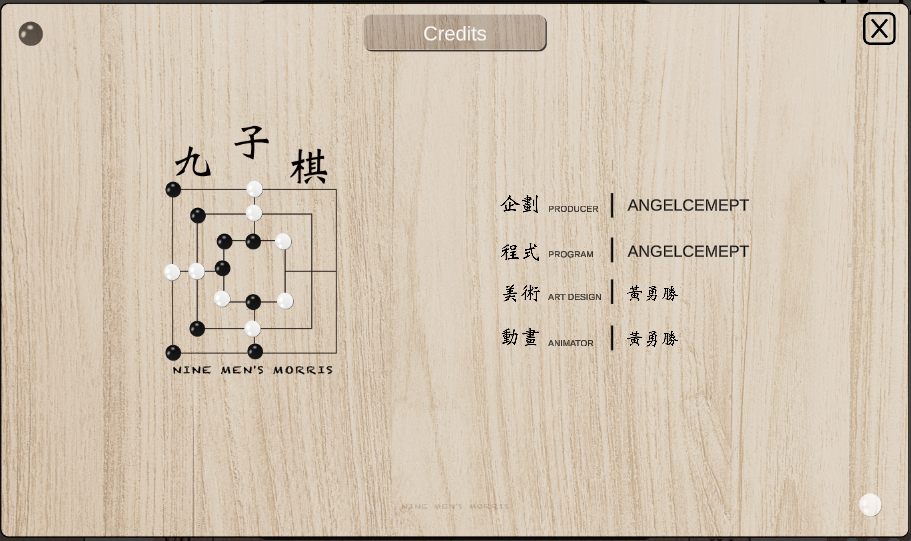 Credits
X
九子棋
NINE MEN'S MORRIS
企劃 PRODUCER | ANGELCEMEPT
程式 PROGRAM | ANGELCEMEPT
美術 ART DESIGN | 黃勇勝
動畫 ANIMATOR | 黃勇勝
NINE MEN'S MORRIS